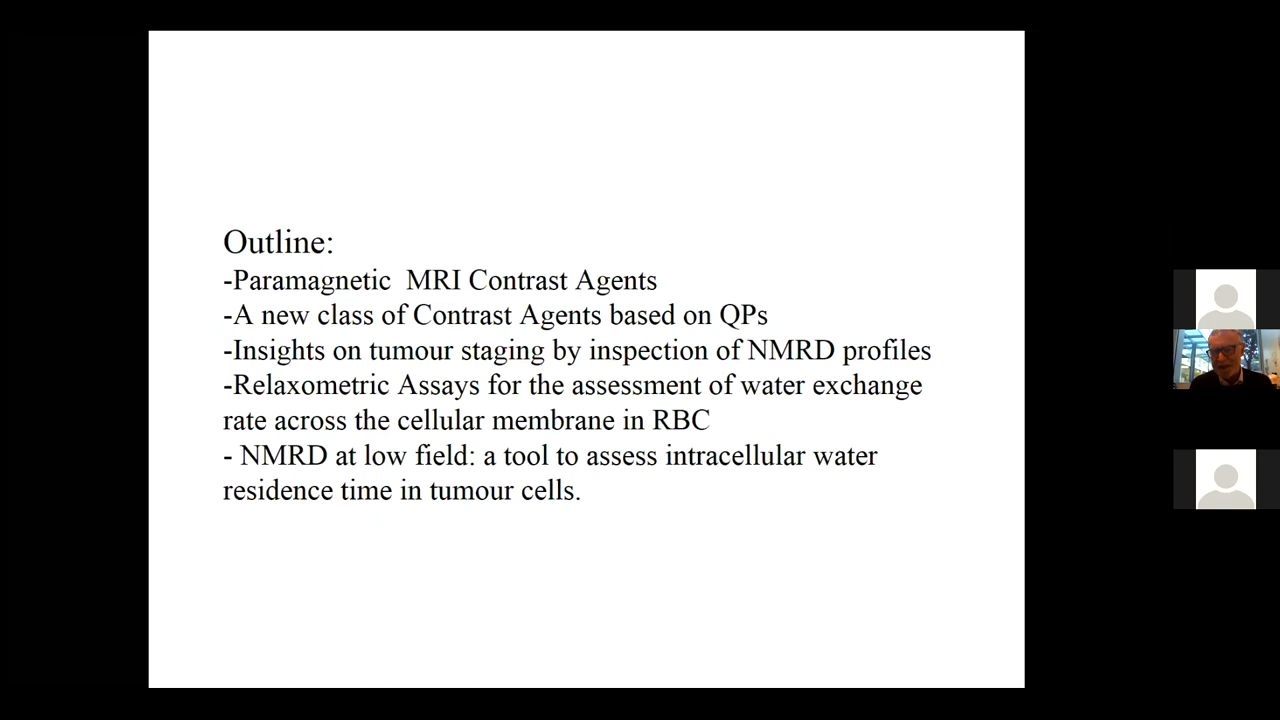 Outline:
-Paramagnetic  MRI Contrast Agents
-A new class of Contrast Agents based on QPs
-Insights on tumour staging by inspection of NMRD profiles
-Relaxometric Assays for the assessment of water exchange
rate across the cellular membrane in RBC
- NMRD at low field: a tool to assess intracellular water
residence time in tumour cells.